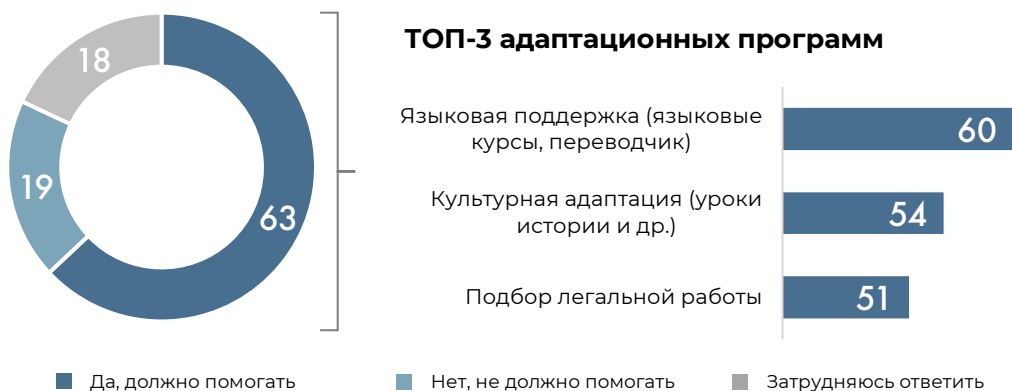 ТОП-3 адаптационных программ
18
19
63
Языковая поддержка (языковые
курсы, переводчик)
60
Культурная адаптация (уроки
истории и др.)
54
Подбор легальной работы
51
Да, должно помогать
Нет, не должно помогать
Затрудняюсь ответить